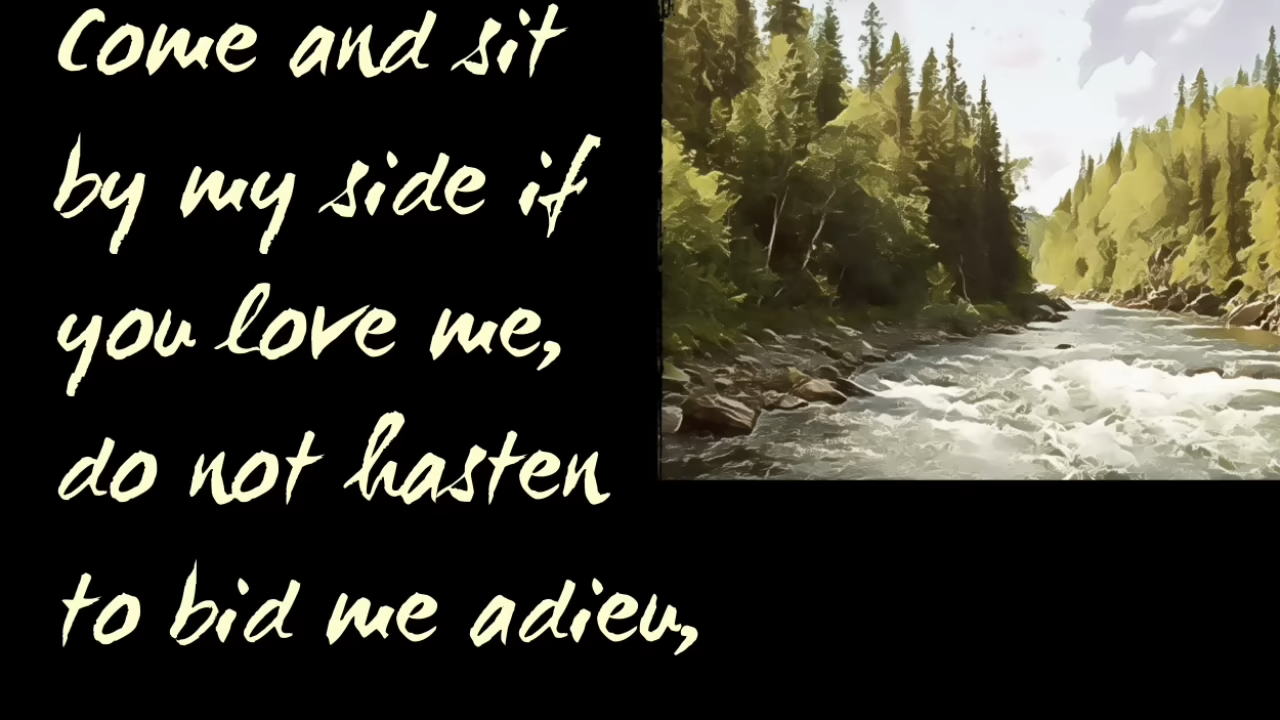 Come and sit
by my side if
you love me,
do not hasten
to bid me adieu,